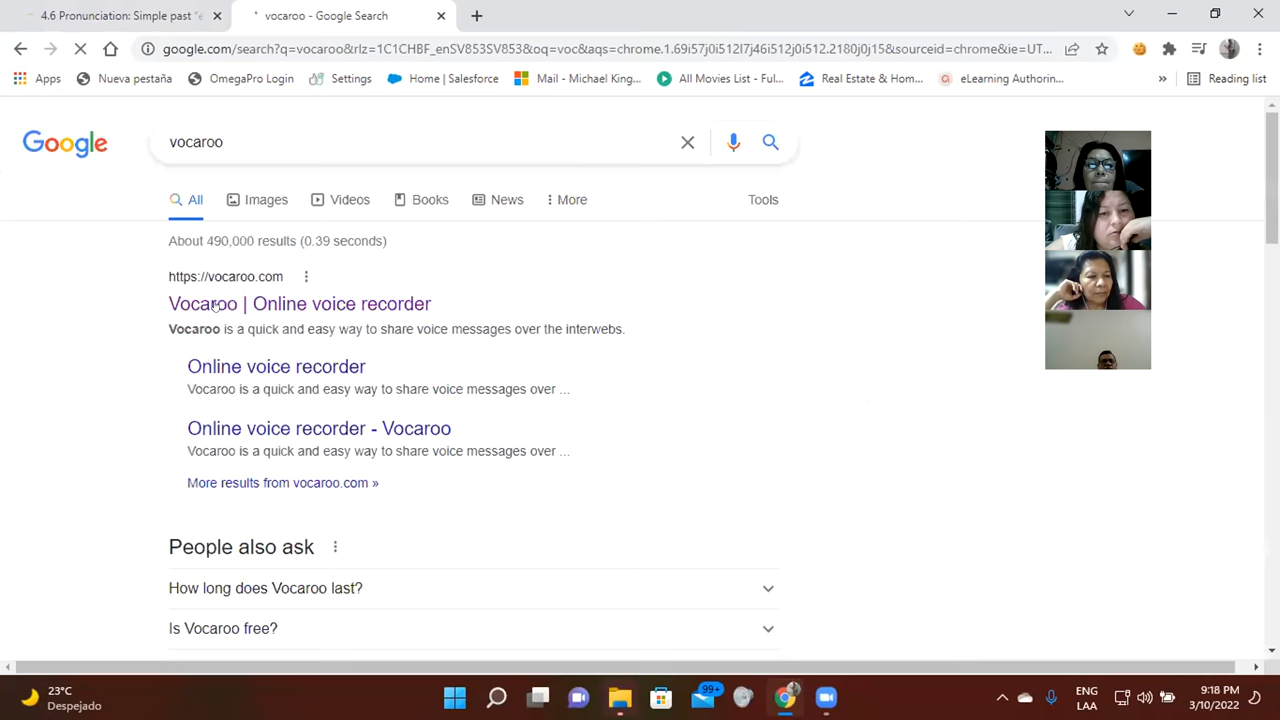 4.6 Pronunciation: Simple past "e
vocaroo - Google Search
google.com/search?q=vocaroo&rlz=1C1CHBF_enSV853SV853&oq=voc&aqs=chrome.1.69i57j0i512l7j46i512j0i512.2180j0j15&sourceid=chrome&ie=UT...
Apps Nueva pestaña OmegaPro Login Settings Home | Salesforce Mail - Michael King... All Movies List - Ful... Real Estate & Hom... eLearning Authorin... » Reading list
Google vocaroo
All Images Videos Books News More Tools
About 490,000 results (0.39 seconds)
https://vocaroo.com
Vocaroo | Online voice recorder
Vocaroo is a quick and easy way to share voice messages over the interwebs.
Online voice recorder
Vocaroo is a quick and easy way to share voice messages over ...
Online voice recorder - Vocaroo
Vocaroo is a quick and easy way to share voice messages over ...
More results from vocaroo.com »
People also ask
How long does Vocaroo last?
Is Vocaroo free?
23°C
Despejado
99+
ENG
LAA
9:18 PM
3/10/2022